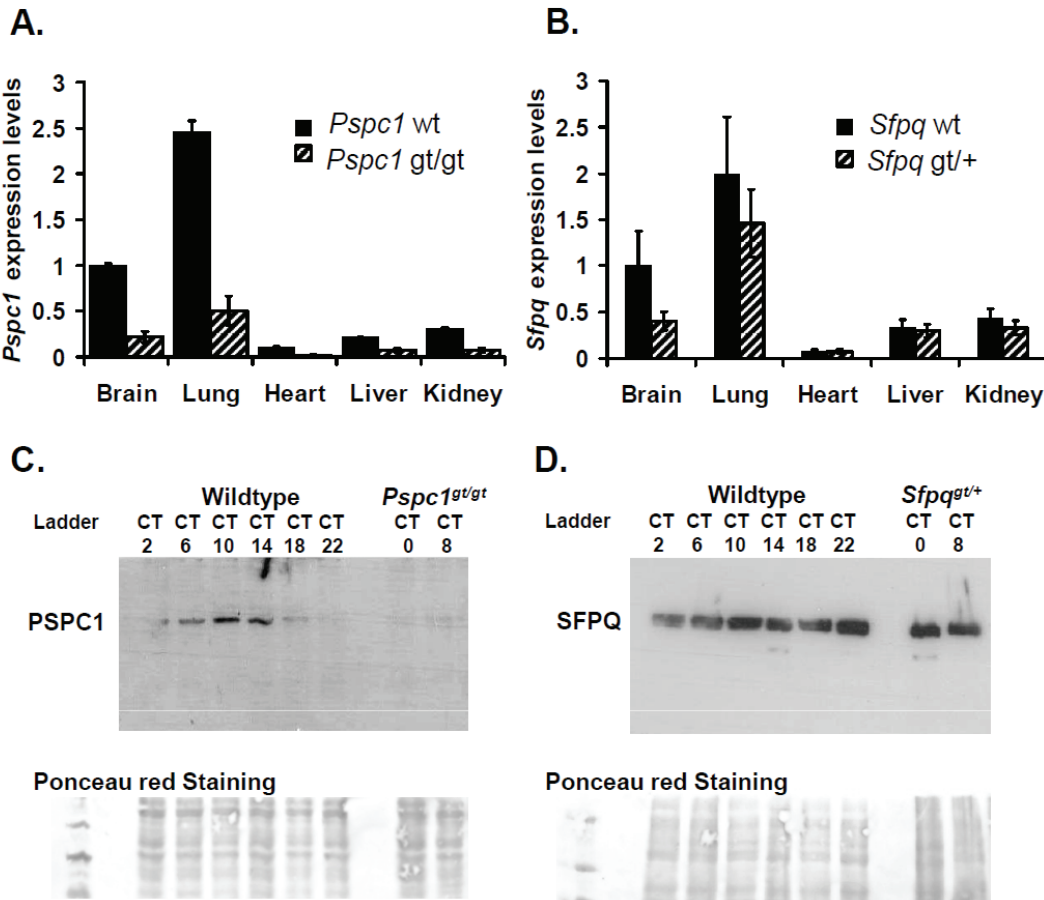 A.
Pspc1 expression levels
3
2.5
2
1.5
1
0.5
0
Pspc1 wt
Pspc1 gt/gt
Brain Lung Heart Liver Kidney
B.
Sfpq expression levels
3
2.5
2
1.5
1
0.5
0
Sfpq wt
Sfpq gt/+
Brain Lung Heart Liver Kidney
C.
Wildtype Pspc1gt/gt
Ladder CT CT CT CT CT CT CT CT
2 6 10 14 18 22 0 8
PSPC1
Ponceau red Staining
D.
Wildtype Sfpqgt/+
Ladder CT CT CT CT CT CT CT CT
2 6 10 14 18 22 0 8
SFPQ
Ponceau red Staining